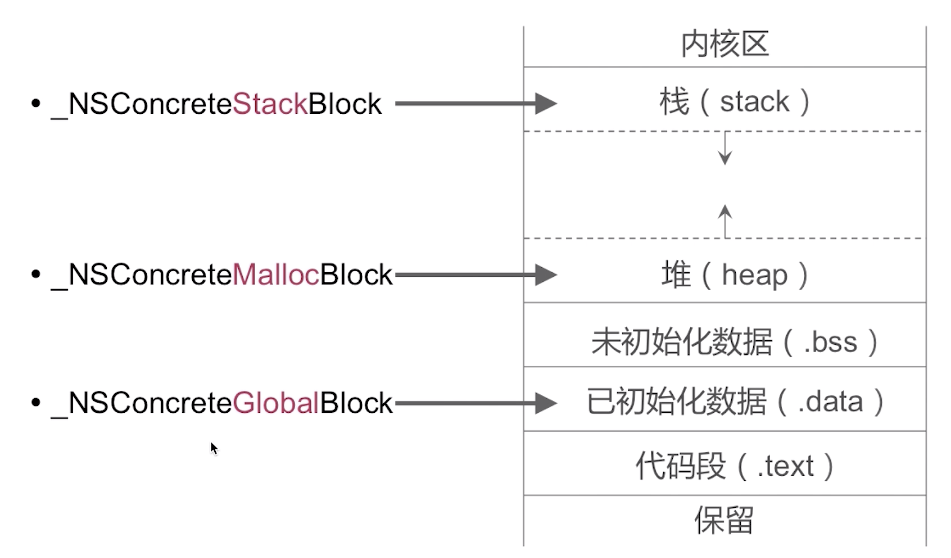 内核区
• _NSConcreteStackBlock
栈（stack）
• _NSConcreteMallocBlock
堆（heap）
未初始化数据（.bss）
• _NSConcreteGlobalBlock
已初始化数据（.data）
代码段（.text）
保留